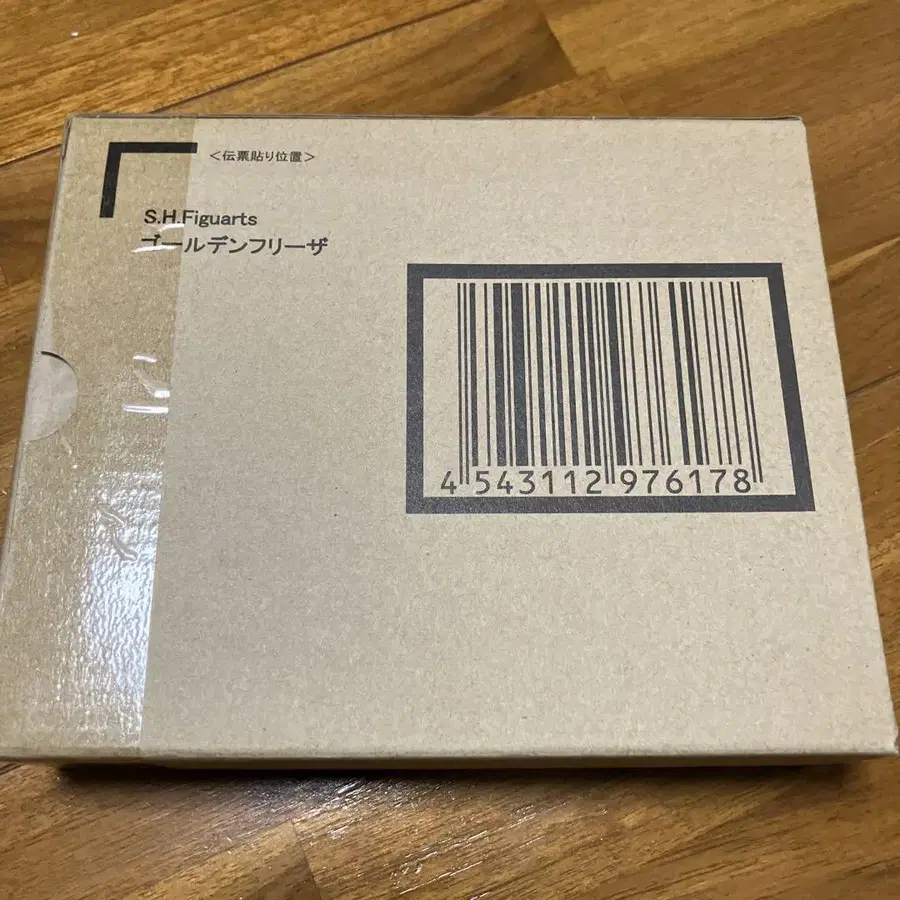 ＜伝票貼り位置＞
S.H.Figuarts
ゴールデンフリーザ
4 543112 976178